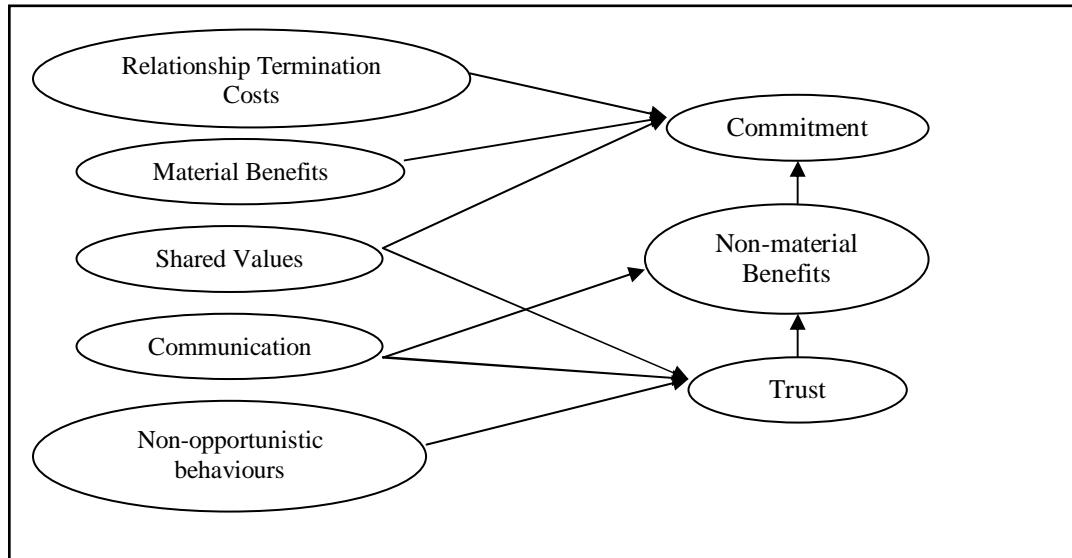 Relationship Termination
Costs
Material Benefits
Shared Values
Communication
Non-opportunistic
behaviours
Commitment
Non-material
Benefits
Trust